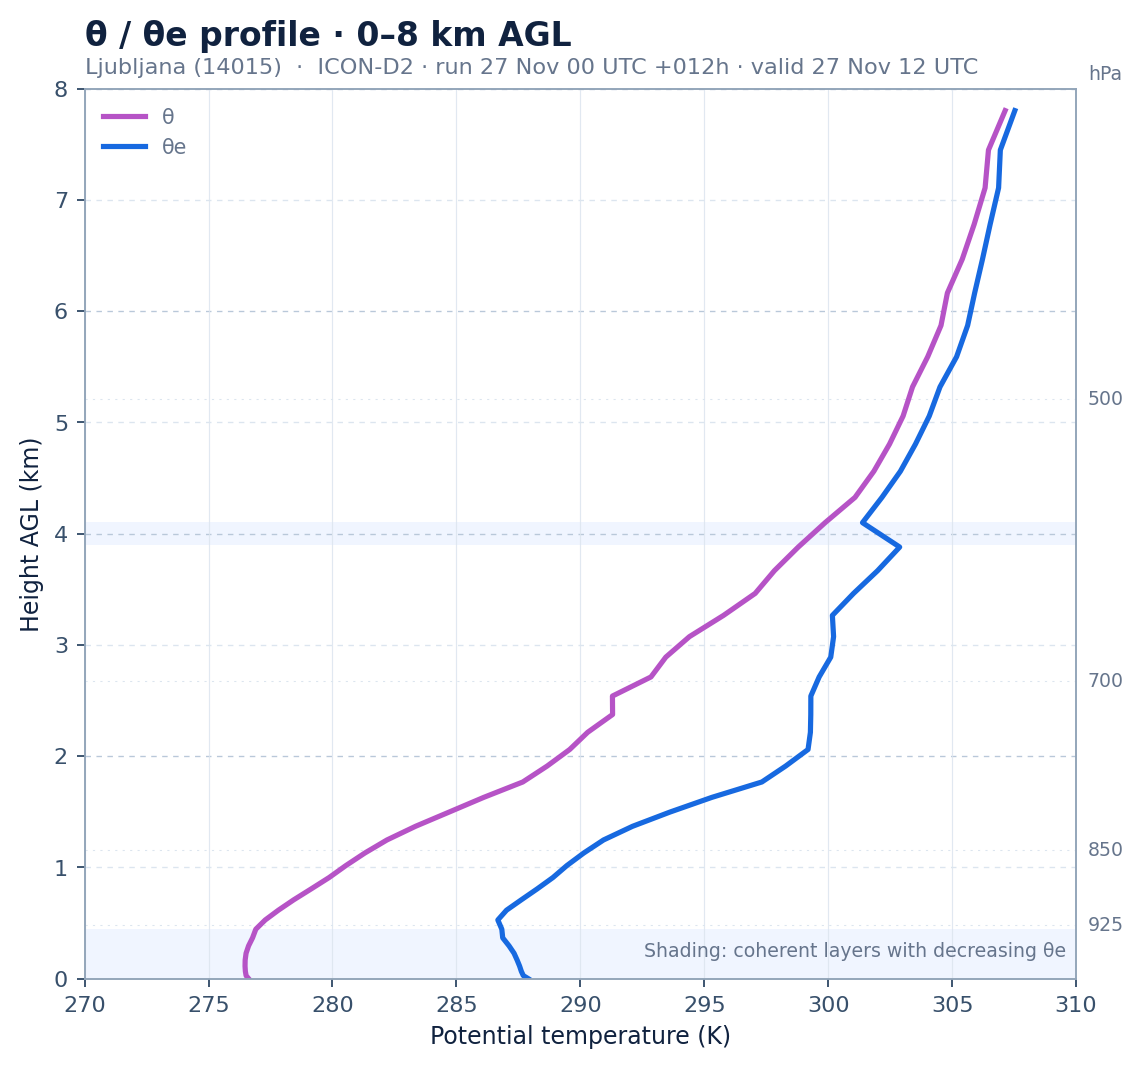 θ / θe profile · 0–8 km AGL
Ljubljana (14015)  ·  ICON-D2 · run 27 Nov 00 UTC +012h · valid 27 Nov 12 UTC
hPa
θ
θe
8
7
6
5
4
3
2
1
0
Height AGL (km)
500
700
850
925
Shading: coherent layers with decreasing θe
270 275 280 285 290 295 300 305 310
Potential temperature (K)